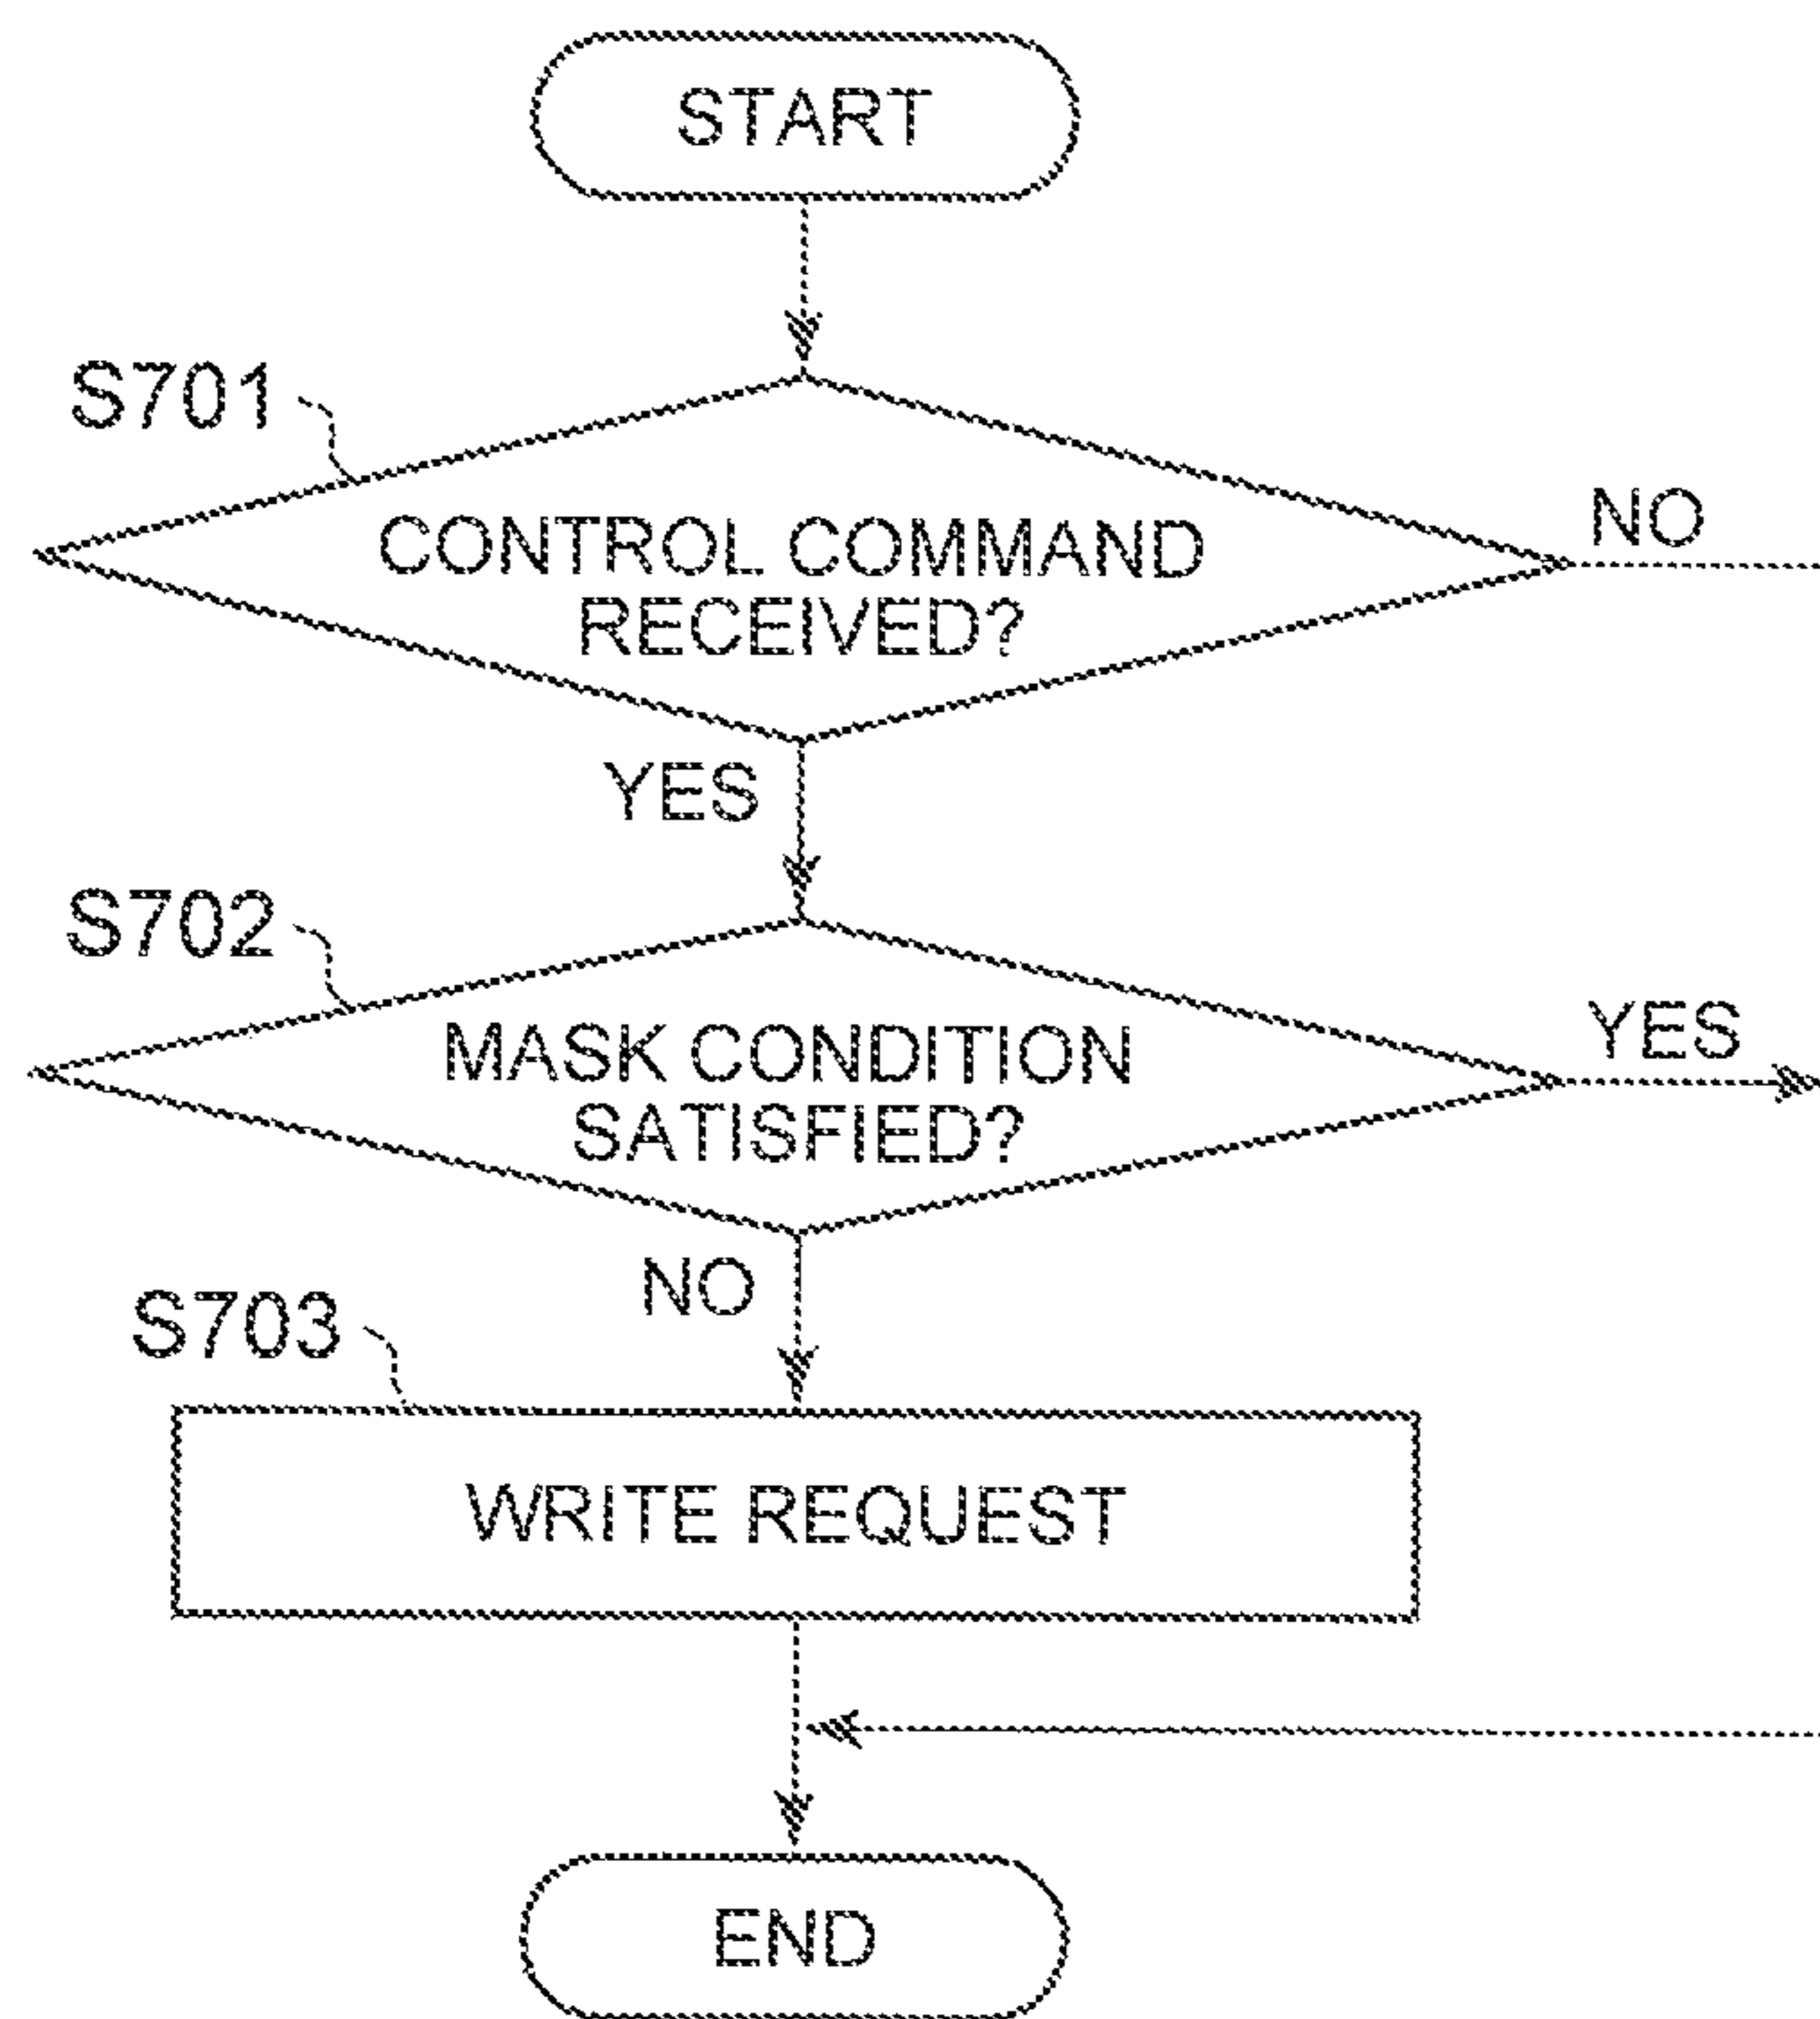 START
S701
CONTROL COMMAND
RECEIVED?
NO
YES
S702
MASK CONDITION
SATISFIED?
YES
NO
S703
WRITE REQUEST
END